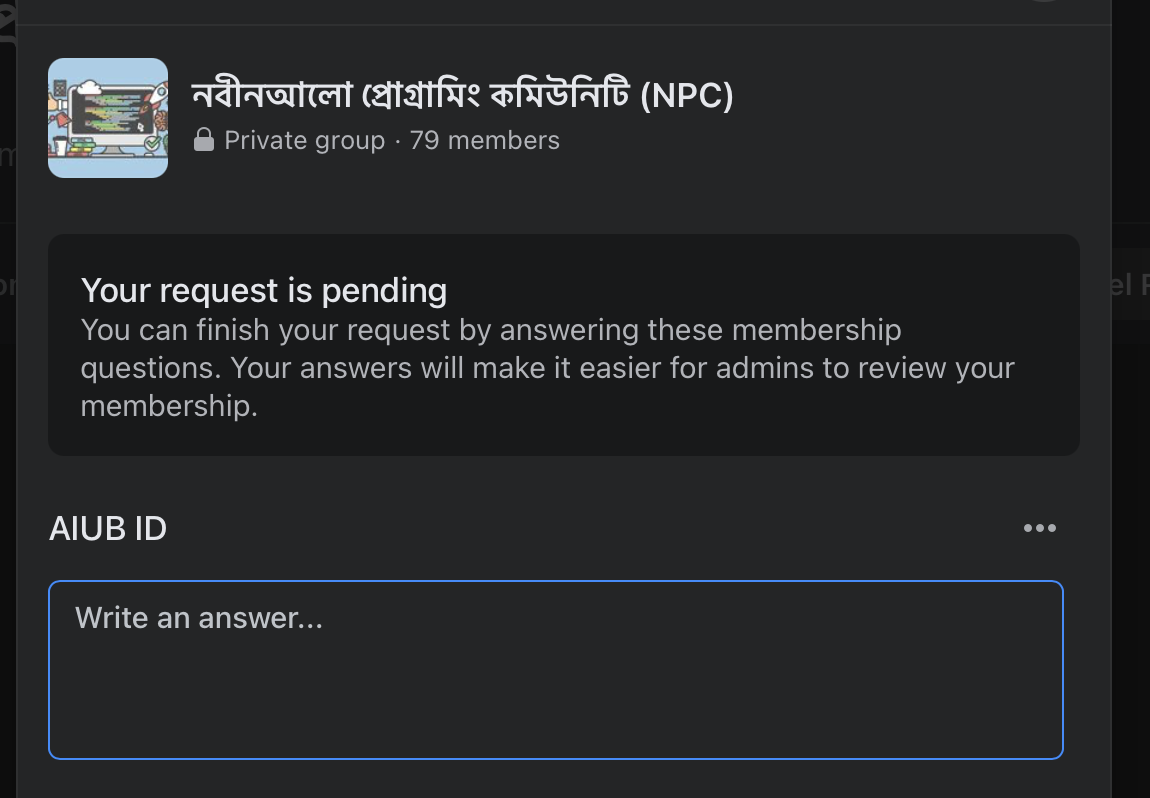 নবীনআলো প্রোগ্রামিং কমিউনিটি (NPC)
Private group · 79 members
Your request is pending
You can finish your request by answering these membership
questions. Your answers will make it easier for admins to review your
membership.
AIUB ID
Write an answer...